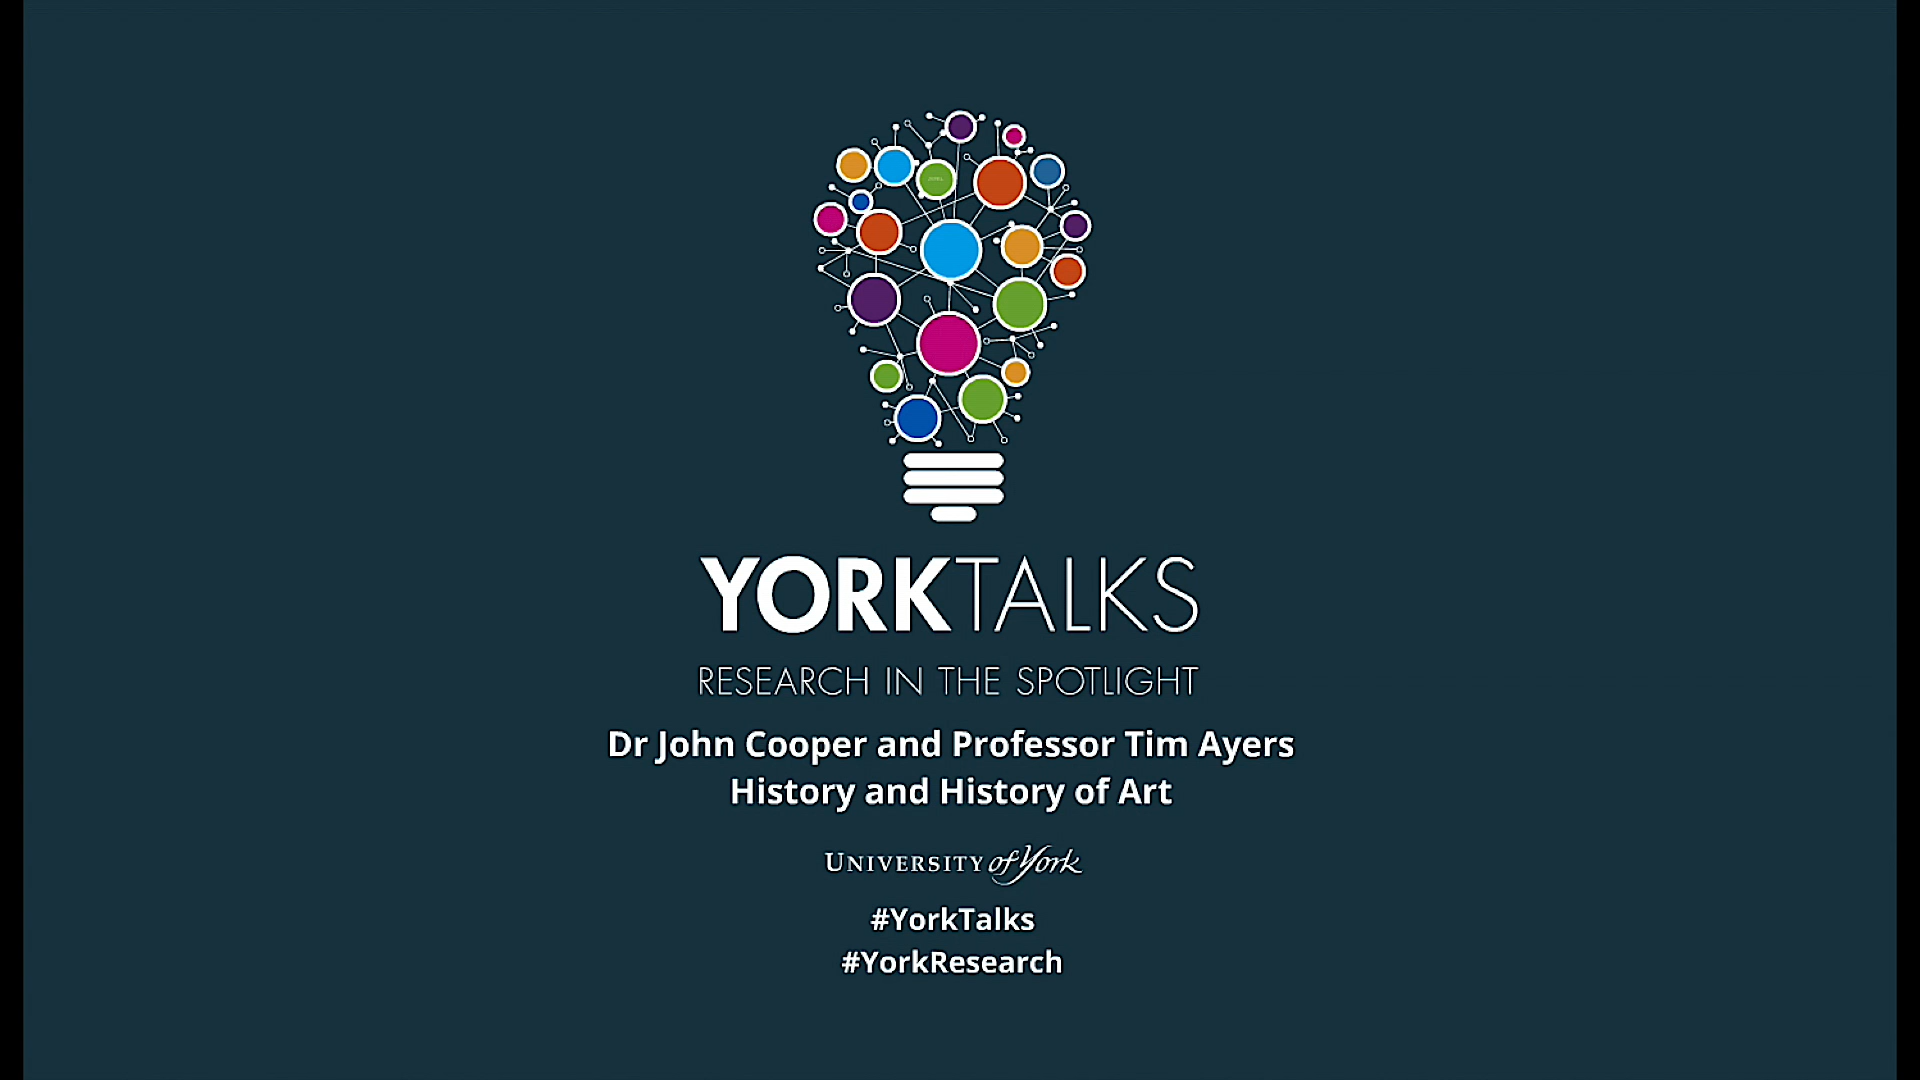 YORKTALKS
RESEARCH IN THE SPOTLIGHT
Dr John Cooper and Professor Tim Ayers
History and History of Art
UNIVERSITY of York
#YorkTalks
#YorkResearch